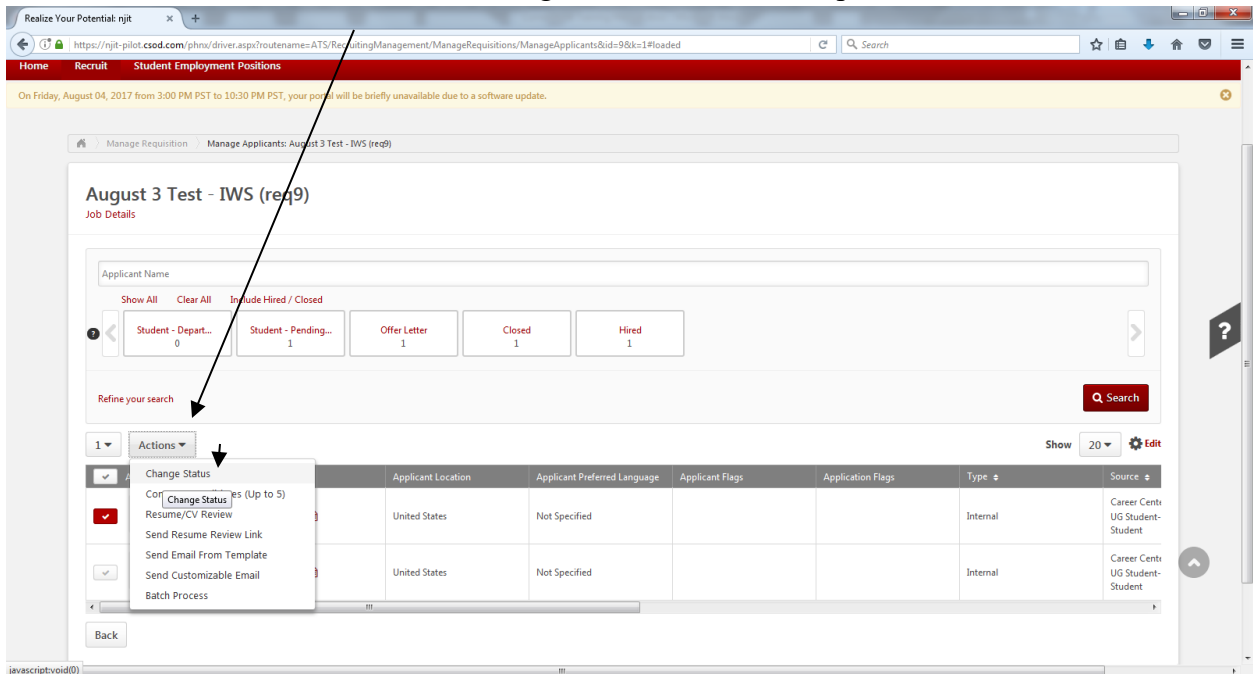 Realize Your Potential: njit × +
https://njit-pilot.csod.com/phnx/driver.aspx?routename=ATS/RecruitingManagement/ManageRequisitions/ManageApplicants&id=9&k=1#loaded Search
Home Recruit Student Employment Positions
On Friday, August 04, 2017 from 3:00 PM PST to 10:30 PM PST, your portal will be briefly unavailable due to a software update.
Manage Requisition Manage Applicants: August 3 Test - IWS (req9)
August 3 Test - IWS (req9)
Job Details
Applicant Name
Show All Clear All Include Hired / Closed
Student - Depart... Student - Pending... Offer Letter Closed Hired
0 1 1 1 1
?
?
Refine your search
Search
1 Actions Show 20 Edit
Change Status Applicant Location Applicant Preferred Language Applicant Flags Application Flags Type Source
(Up to 5)
Change Status
Resume/CV Review
Send Resume Review Link
Send Email From Template
Send Customizable Email
Batch Process
United States Not Specified Internal
Career Cente
UG Student-
Student
United States Not Specified Internal
Career Cente
UG Student-
Student
Back
javascript:void(0)